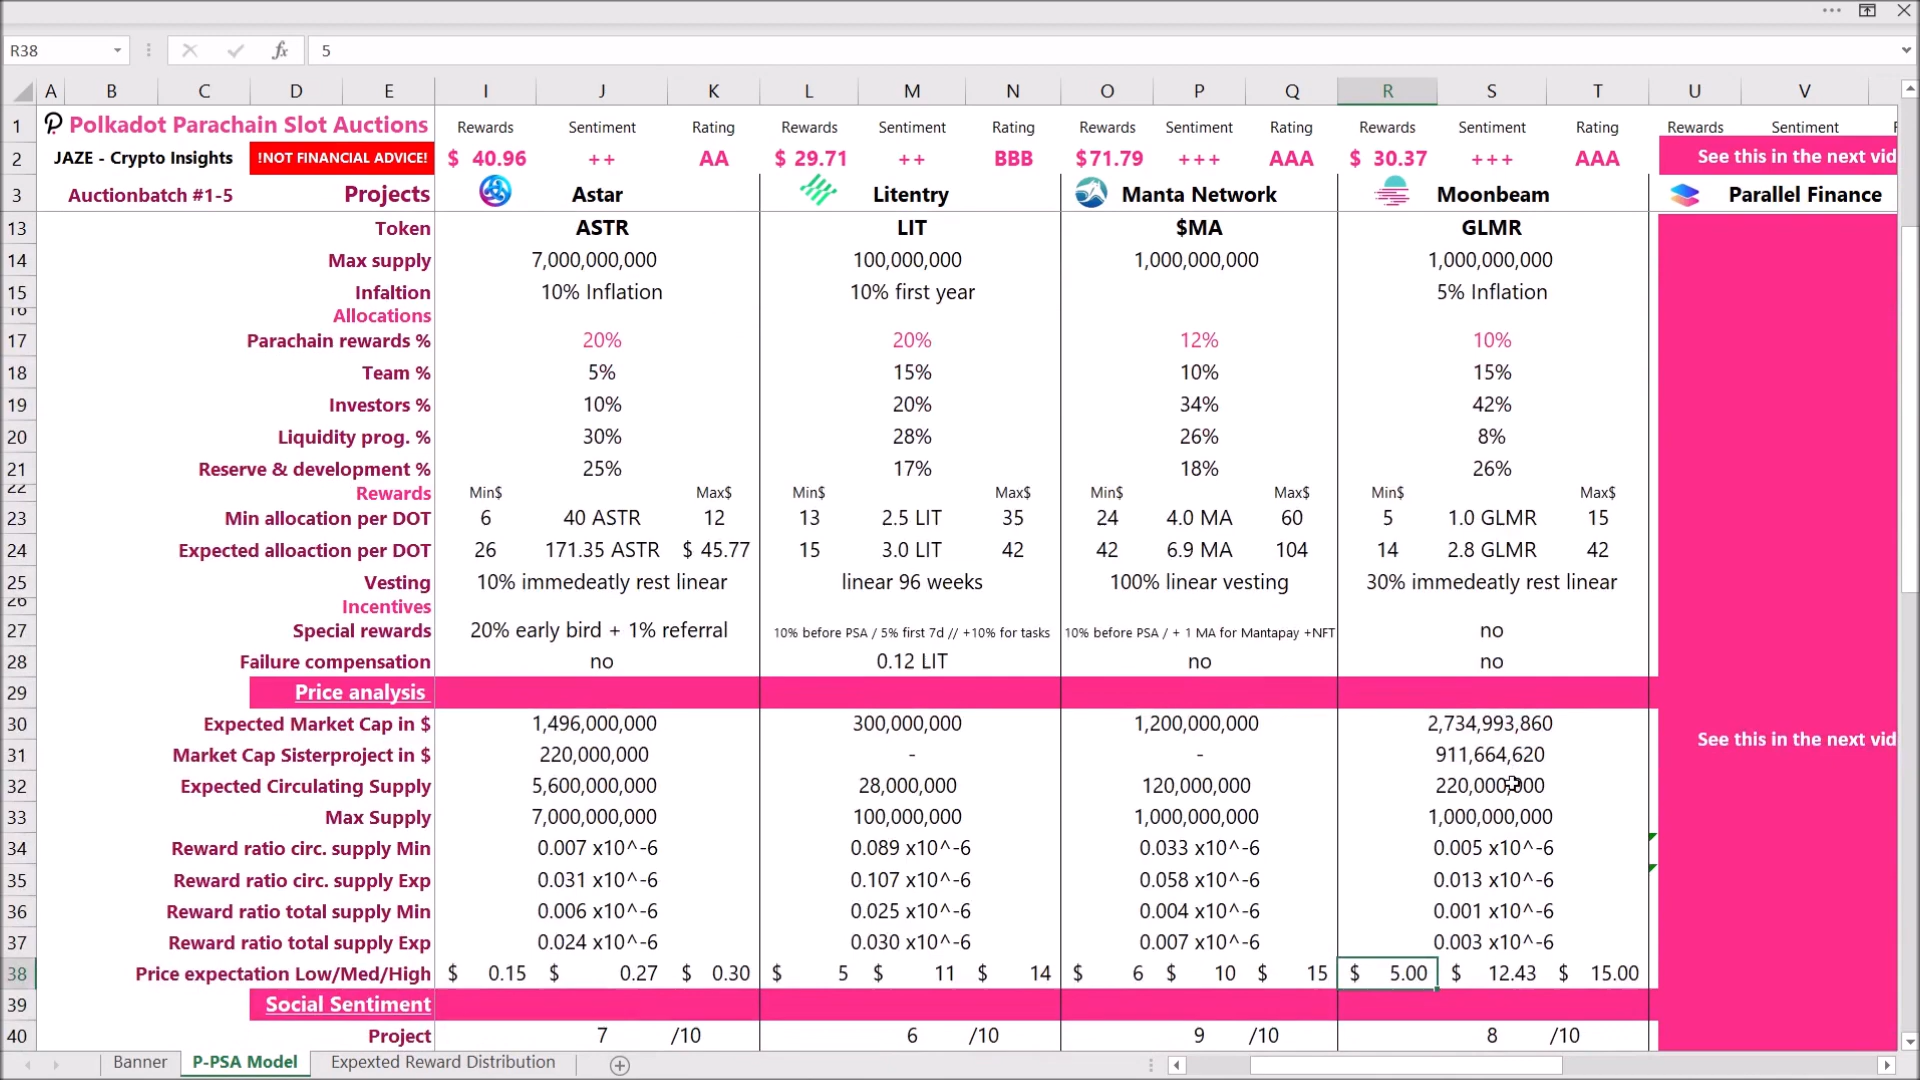 R38 fx 5
A B C D E I J K L M N O P Q R S T U V
1 Polkadot Parachain Slot Auctions Rewards Sentiment Rating Rewards Sentiment Rating Rewards Sentiment Rating Rewards Sentiment Rating Rewards Sentiment
2 JAZE - Crypto Insights !NOT FINANCIAL ADVICE! $ 40.96 ++ AA $ 29.71 ++ BBB $71.79 +++ AAA $ 30.37 +++ AAA See this in the next vid
3 Auctionbatch #1-5 Projects Astar Litentry Manta Network Moonbeam Parallel Finance
13 Token ASTR LIT $MA GLMR
14 Max supply 7,000,000,000 100,000,000 1,000,000,000 1,000,000,000
15 Infaltion 10% Inflation 10% first year 5% Inflation
16 Allocations
17 Parachain rewards % 20% 20% 12% 10%
18 Team % 5% 15% 10% 15%
19 Investors % 10% 20% 34% 42%
20 Liquidity prog. % 30% 28% 26% 8%
21 Reserve & development % 25% 17% 18% 26%
22 Rewards Min$ Max$ Min$ Max$ Min$ Max$ Min$ Max$
23 Min allocation per DOT 6 40 ASTR 12 13 2.5 LIT 35 24 4.0 MA 60 5 1.0 GLMR 15
24 Expected alloaction per DOT 26 171.35 ASTR $ 45.77 15 3.0 LIT 42 42 6.9 MA 104 14 2.8 GLMR 42
25 Vesting 10% immedeatly rest linear linear 96 weeks 100% linear vesting 30% immedeatly rest linear
26 Incentives
27 Special rewards 20% early bird + 1% referral 10% before PSA / 5% first 7d // +10% for tasks 10% before PSA / + 1 MA for Mantapay +NFT no
28 Failure compensation no 0.12 LIT no no
29 Price analysis
30 Expected Market Cap in $ 1,496,000,000 300,000,000 1,200,000,000 2,734,993,860
31 Market Cap Sisterproject in $ 220,000,000 - - 911,664,620 See this in the next vid
32 Expected Circulating Supply 5,600,000,000 28,000,000 120,000,000 220,000,000
33 Max Supply 7,000,000,000 100,000,000 1,000,000,000 1,000,000,000
34 Reward ratio circ. supply Min 0.007 x10^-6 0.089 x10^-6 0.033 x10^-6 0.005 x10^-6
35 Reward ratio circ. supply Exp 0.031 x10^-6 0.107 x10^-6 0.058 x10^-6 0.013 x10^-6
36 Reward ratio total supply Min 0.006 x10^-6 0.025 x10^-6 0.004 x10^-6 0.001 x10^-6
37 Reward ratio total supply Exp 0.024 x10^-6 0.030 x10^-6 0.007 x10^-6 0.003 x10^-6
38 Price expectation Low/Med/High $ 0.15 $ 0.27 $ 0.30 $ 5 $ 11 $ 14 $ 6 $ 10 $ 15 $ 5.00 $ 12.43 $ 15.00
39 Social Sentiment
40 Project 7 /10 6 /10 9 /10 8 /10
Banner P-PSA Model Expexted Reward Distribution